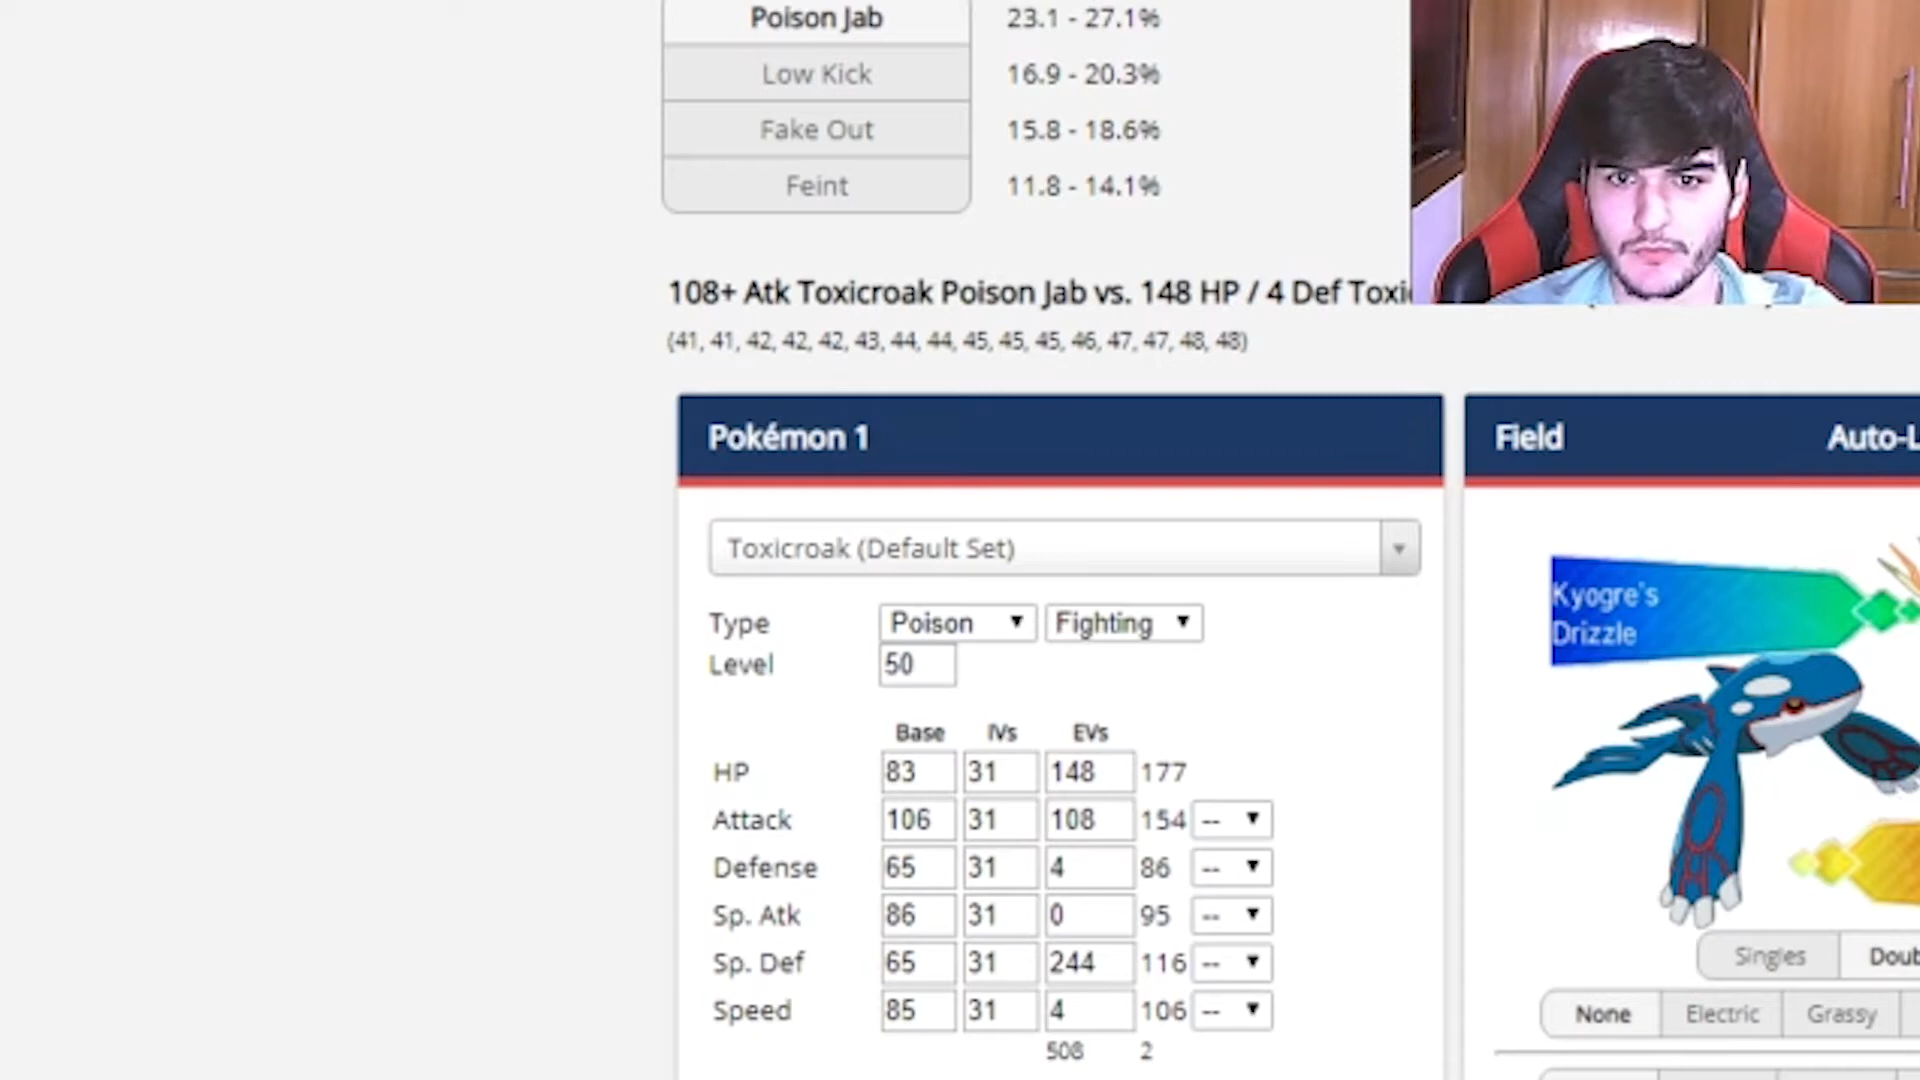 Poison Jab 23.1 - 27.1%
Low Kick 16.9 - 20.3%
Fake Out 15.8 - 18.6%
Feint 11.8 - 14.1%
108+ Atk Toxicroak Poison Jab vs. 148 HP / 4 Def Toxi
(41, 41, 42, 42, 42, 43, 44, 44, 45, 45, 45, 46, 47, 47, 48, 48)
Pokémon 1
Field Auto-L
Toxicroak (Default Set)
Kyogre's
Drizzle
Type Poison Fighting
Level 50
Base IVs EVs
HP 83 31 148 177
Attack 106 31 108 154 --
Defense 65 31 4 86 --
Sp. Atk 86 31 0 95 --
Sp. Def 65 31 244 116 --
Speed 85 31 4 106 --
508 2
Singles Doub
None Electric Grassy